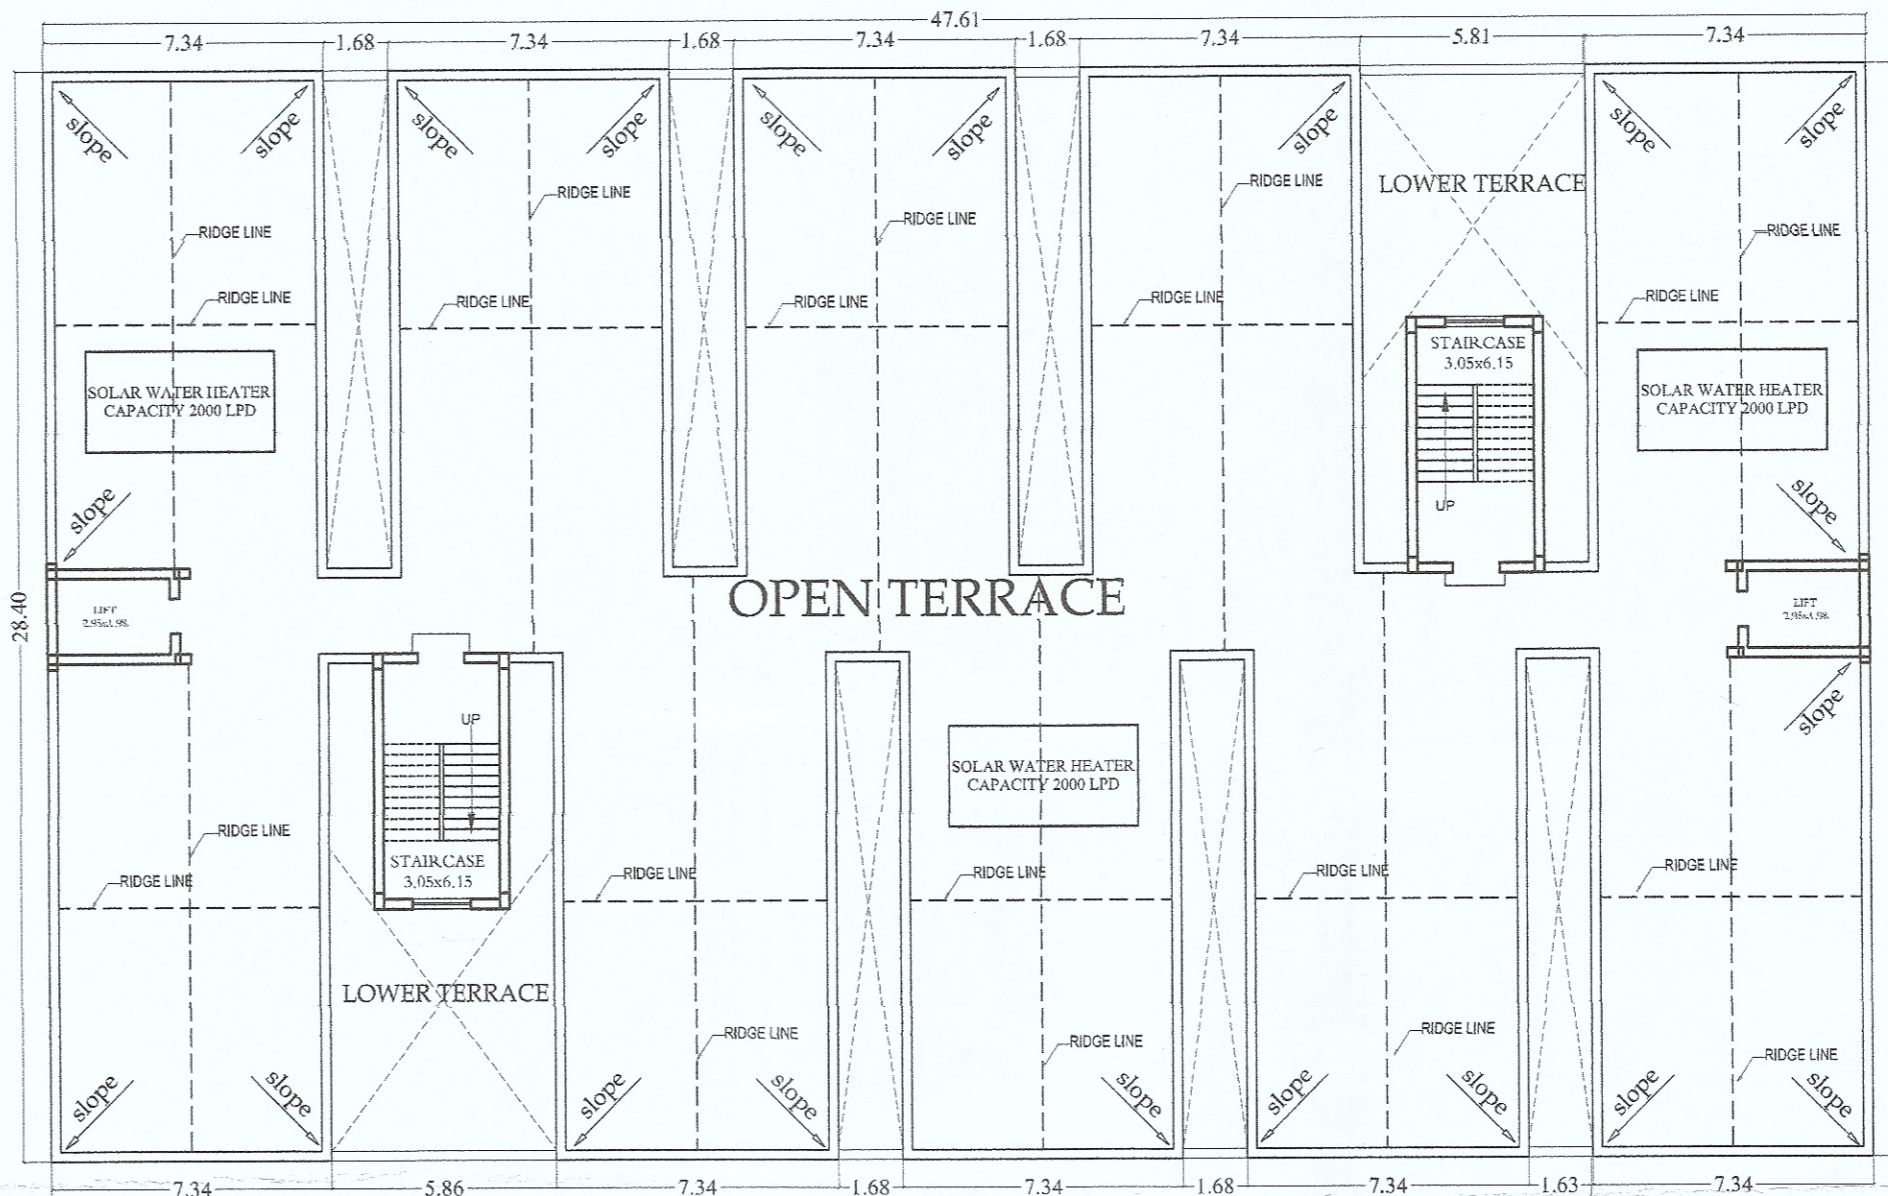 47.61
7.34 1.68 7.34 1.68 7.34 1.68 7.34 5.81 7.34
slope slope slope slope slope slope slope slope slope
RIDGE LINE RIDGE LINE RIDGE LINE RIDGE LINE RIDGE LINE
LOWER TERRACE
RIDGE LINE RIDGE LINE RIDGE LINE RIDGE LINE RIDGE LINE
STAIRCASE
3.05x6.15
UP
SOLAR WATER HEATER
CAPACITY 2000 LPD
SOLAR WATER HEATER
CAPACITY 2000 LPD
slope slope
28.40
LIFT
OPEN TERRACE
LIFT
slope
UP
STAIRCASE
3.05x6.15
SOLAR WATER HEATER
CAPACITY 2000 LPD
RIDGE LINE
RIDGE LINE RIDGE LINE RIDGE LINE RIDGE LINE RIDGE LINE
LOWER TERRACE
RIDGE LINE RIDGE LINE RIDGE LINE RIDGE LINE
slope slope slope slope slope slope slope slope slope
7.34 5.86 7.34 1.68 7.34 1.68 7.34 1.63 7.34